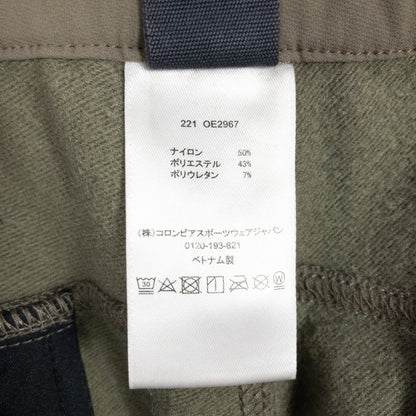 221 OE2967
ナイロン 50%
ポリエステル 43%
ポリウレタン 7%
(株)コロンビアスポーツウェアジャパン
0120-193-821
ベトナム製
30 W